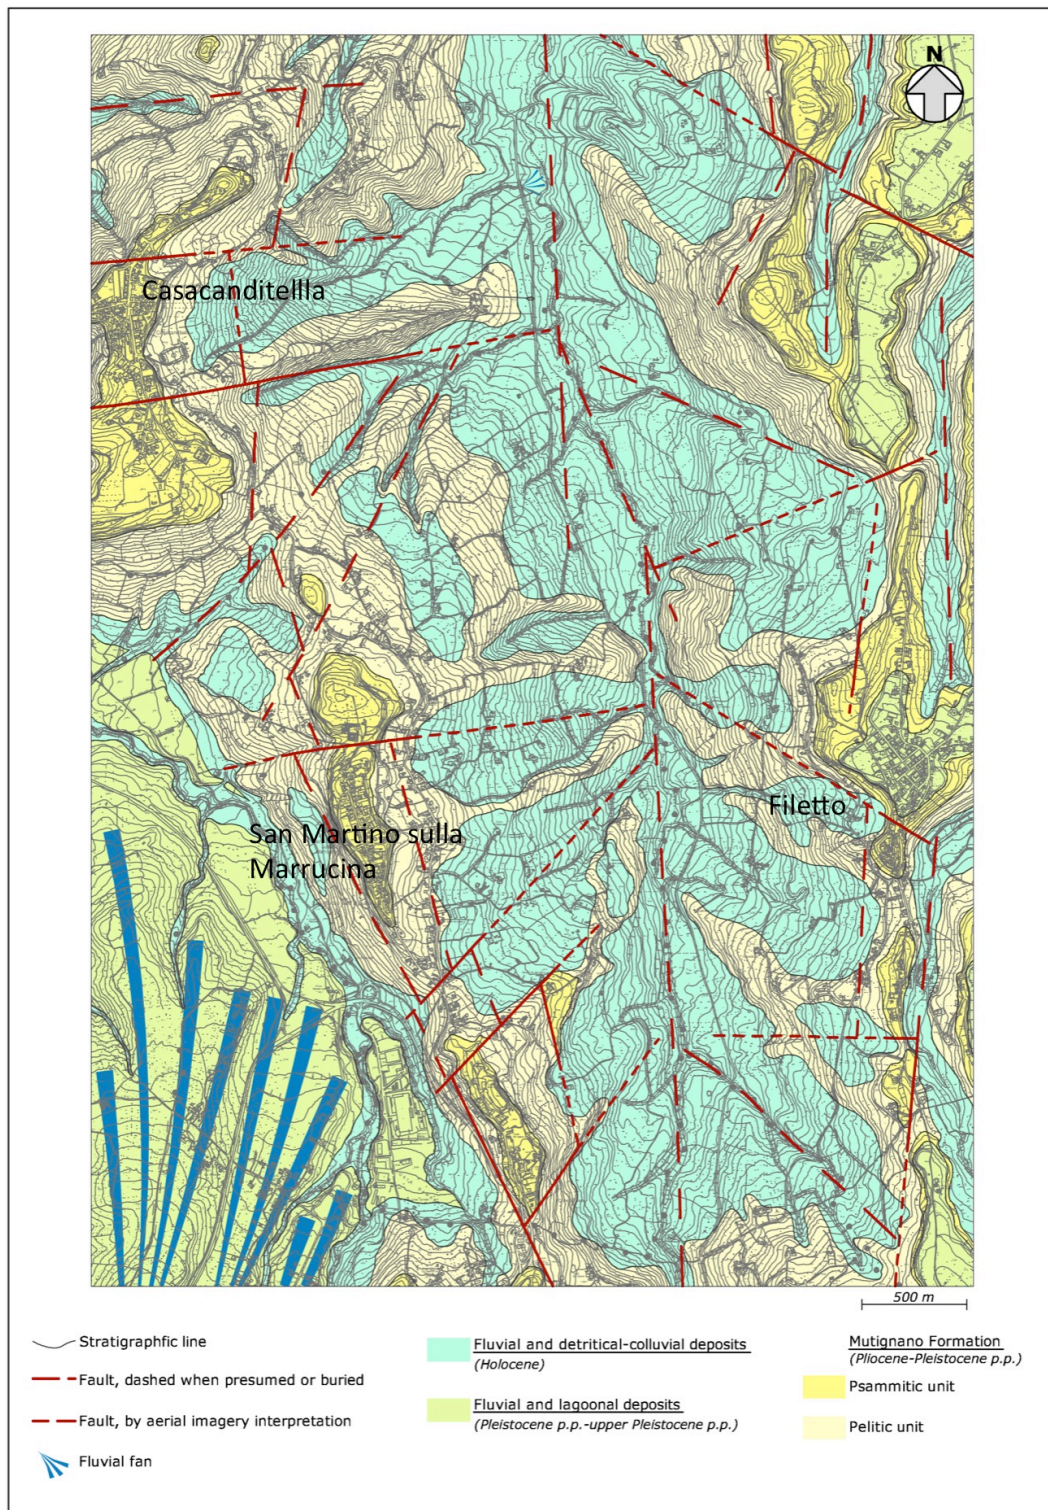 N
Casacanditellla
San Martino sulla
Marrucina
Filetto
500 m
Stratigraphfic line
Fault, dashed when presumed or buried
Fault, by aerial imagery interpretation
Fluvial fan
Fluvial and detritical-colluvial deposits
(Holocene)
Fluvial and lagoonal deposits
(Pleistocene p.p.-upper Pleistocene p.p.)
Mutignano Formation
(Pliocene-Pleistocene p.p.)
Psammitic unit
Pelitic unit